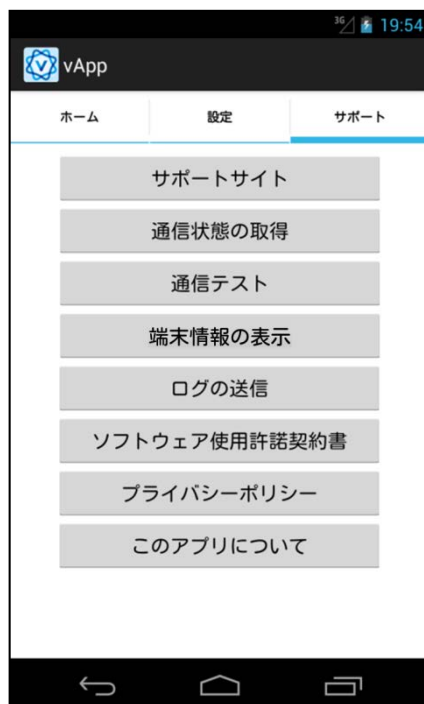 3G 19:54
vApp
ホーム 設定 サポート
サポートサイト
通信状態の取得
通信テスト
端末情報の表示
ログの送信
ソフトウェア使用許諾契約書
プライバシーポリシー
このアプリについて